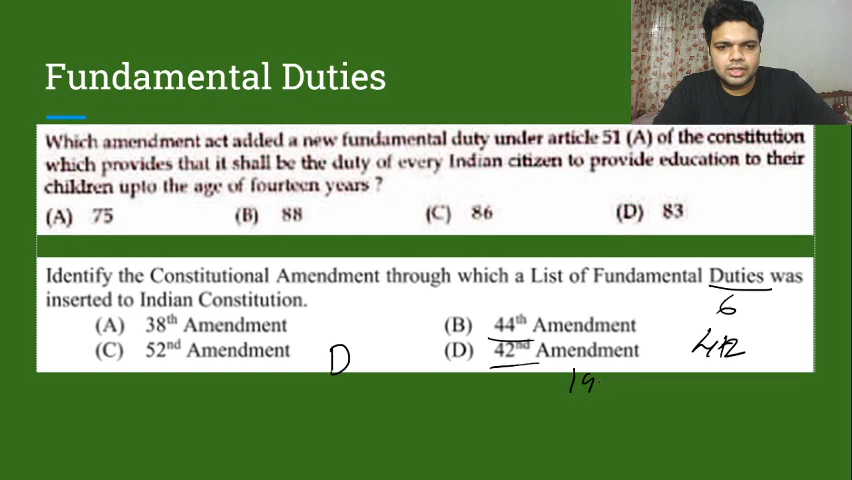 Fundamental Duties
Which amendment act added a new fundamental duty under article 51 (A) of the constitution
which provides that it shall be the duty of every Indian citizen to provide education to their
children upto the age of fourteen years ?
(A) 75 (B) 88 (C) 86 (D) 83
Identify the Constitutional Amendment through which a List of Fundamental Duties was
inserted to Indian Constitution.
6
(A) 38th Amendment (B) 44th Amendment
(C) 52nd Amendment D (D) 42nd Amendment 42
19